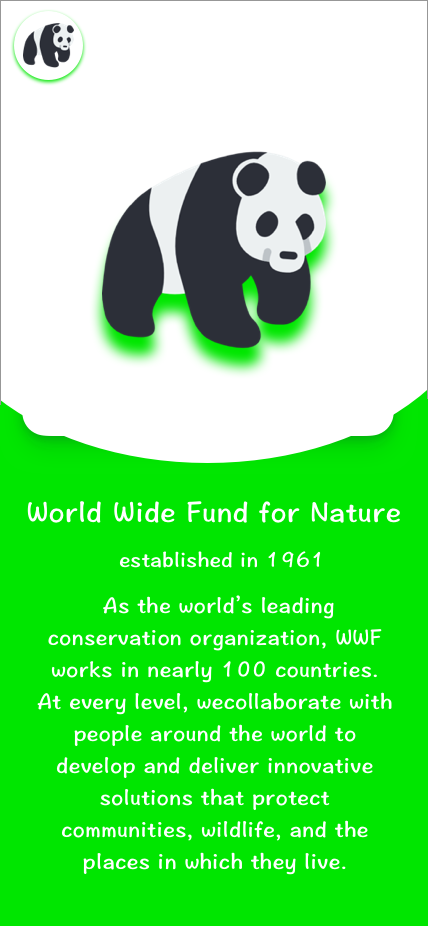 World Wide Fund for Nature
established in 1961
As the world's leading
conservation organization, WWF
works in nearly 100 countries.
At every level, wecollaborate with
people around the world to
develop and deliver innovative
solutions that protect
communities, wildlife, and the
places in which they live.